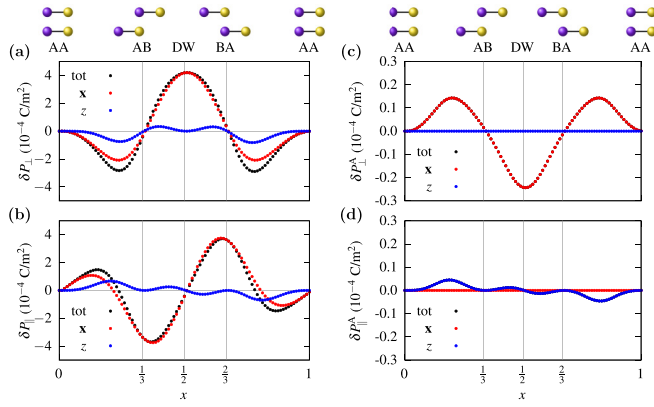 AA AB DW BA AA
AA AB DW BA AA
(a)
δP⊥ (10⁻⁴ C/m²)
4
2
0
-2
-4
tot
x
z
(c)
δP⊥ᴬ (10⁻⁴ C/m²)
0.3
0.2
0.1
0
-0.1
-0.2
-0.3
tot
x
z
(b)
δP∥ (10⁻⁴ C/m²)
4
2
0
-2
-4
tot
x
z
0 1/3 1/2 2/3 1
x
(d)
δP∥ᴬ (10⁻⁴ C/m²)
0.3
0.2
0.1
0
-0.1
-0.2
-0.3
tot
x
z
0 1/3 1/2 2/3 1
x